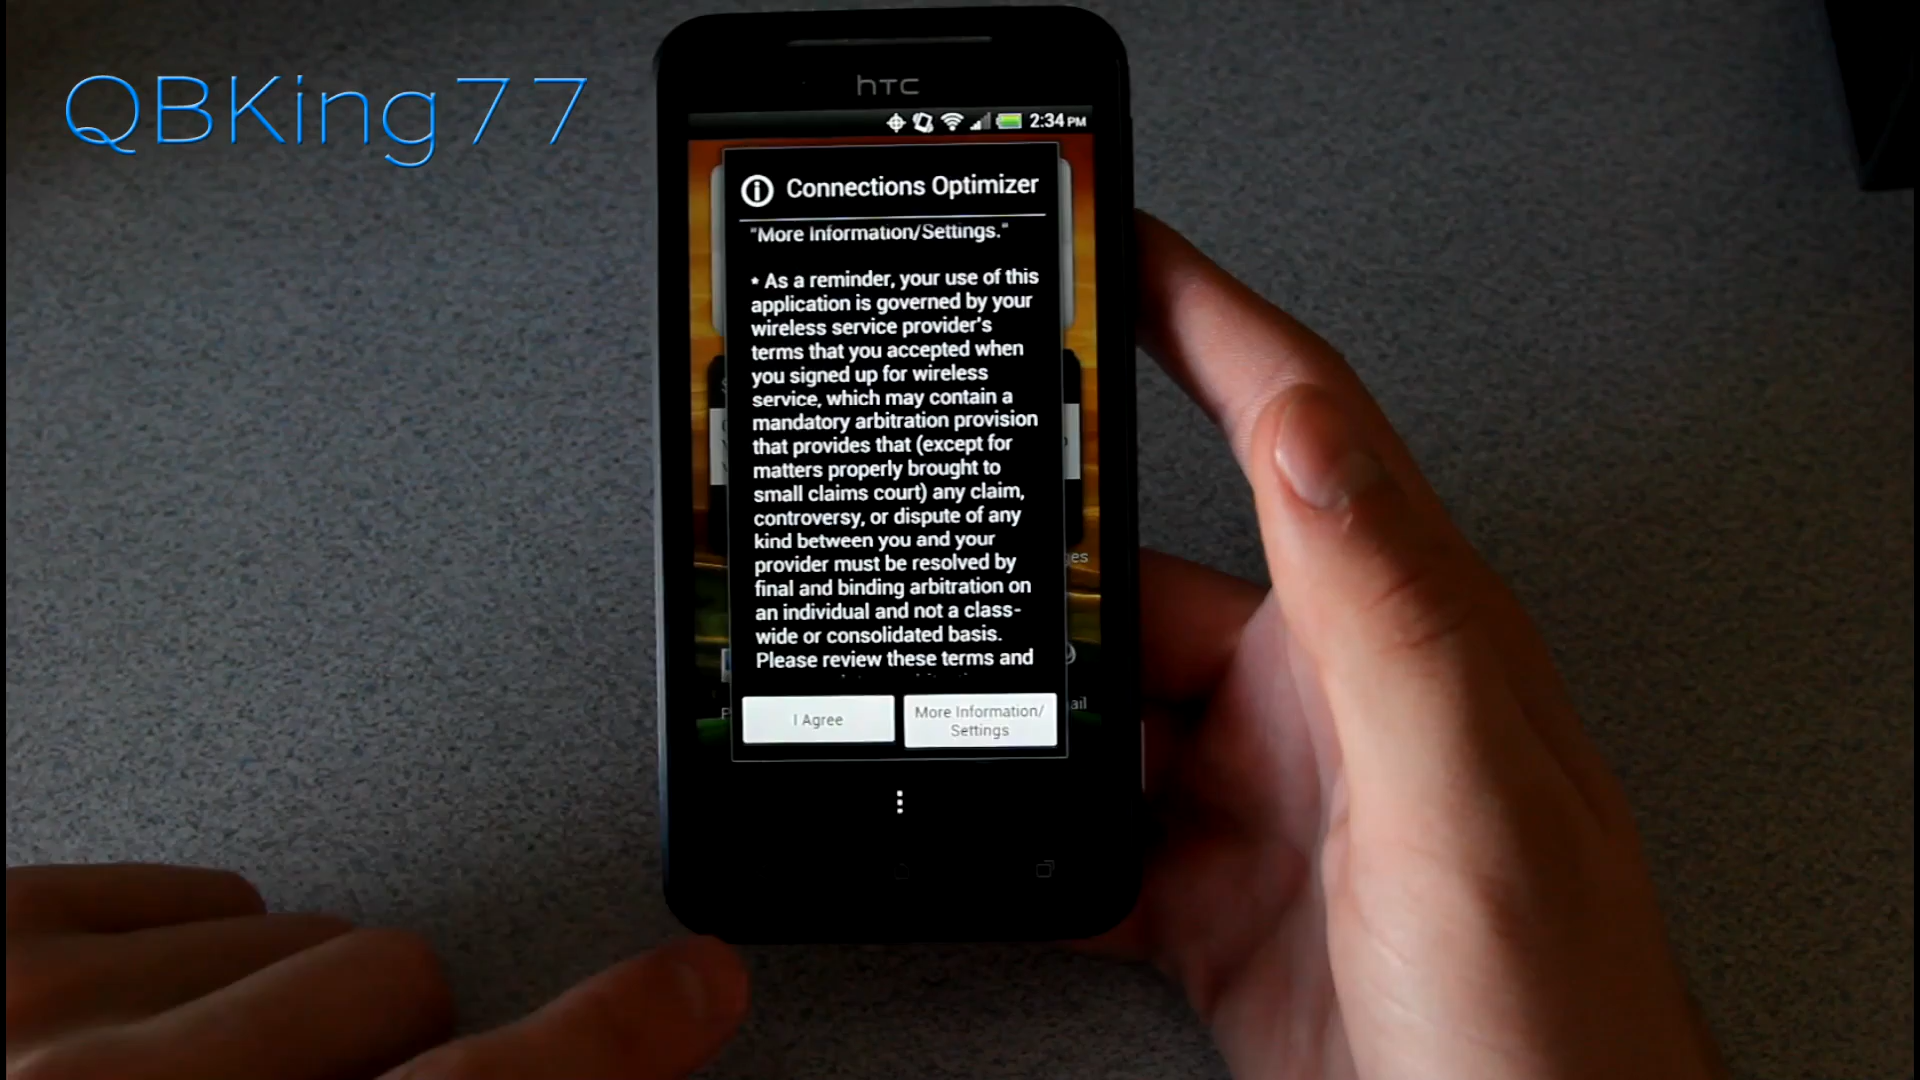 QBKing77
hTC
2:34 PM
Connections Optimizer
"More Information/Settings."
* As a reminder, your use of this
application is governed by your
wireless service provider's
terms that you accepted when
you signed up for wireless
service, which may contain a
mandatory arbitration provision
that provides that (except for
matters properly brought to
small claims court) any claim,
controversy, or dispute of any
kind between you and your
provider must be resolved by
final and binding arbitration on
an individual and not a class-
wide or consolidated basis.
Please review these terms and
I Agree
More Information/
Settings